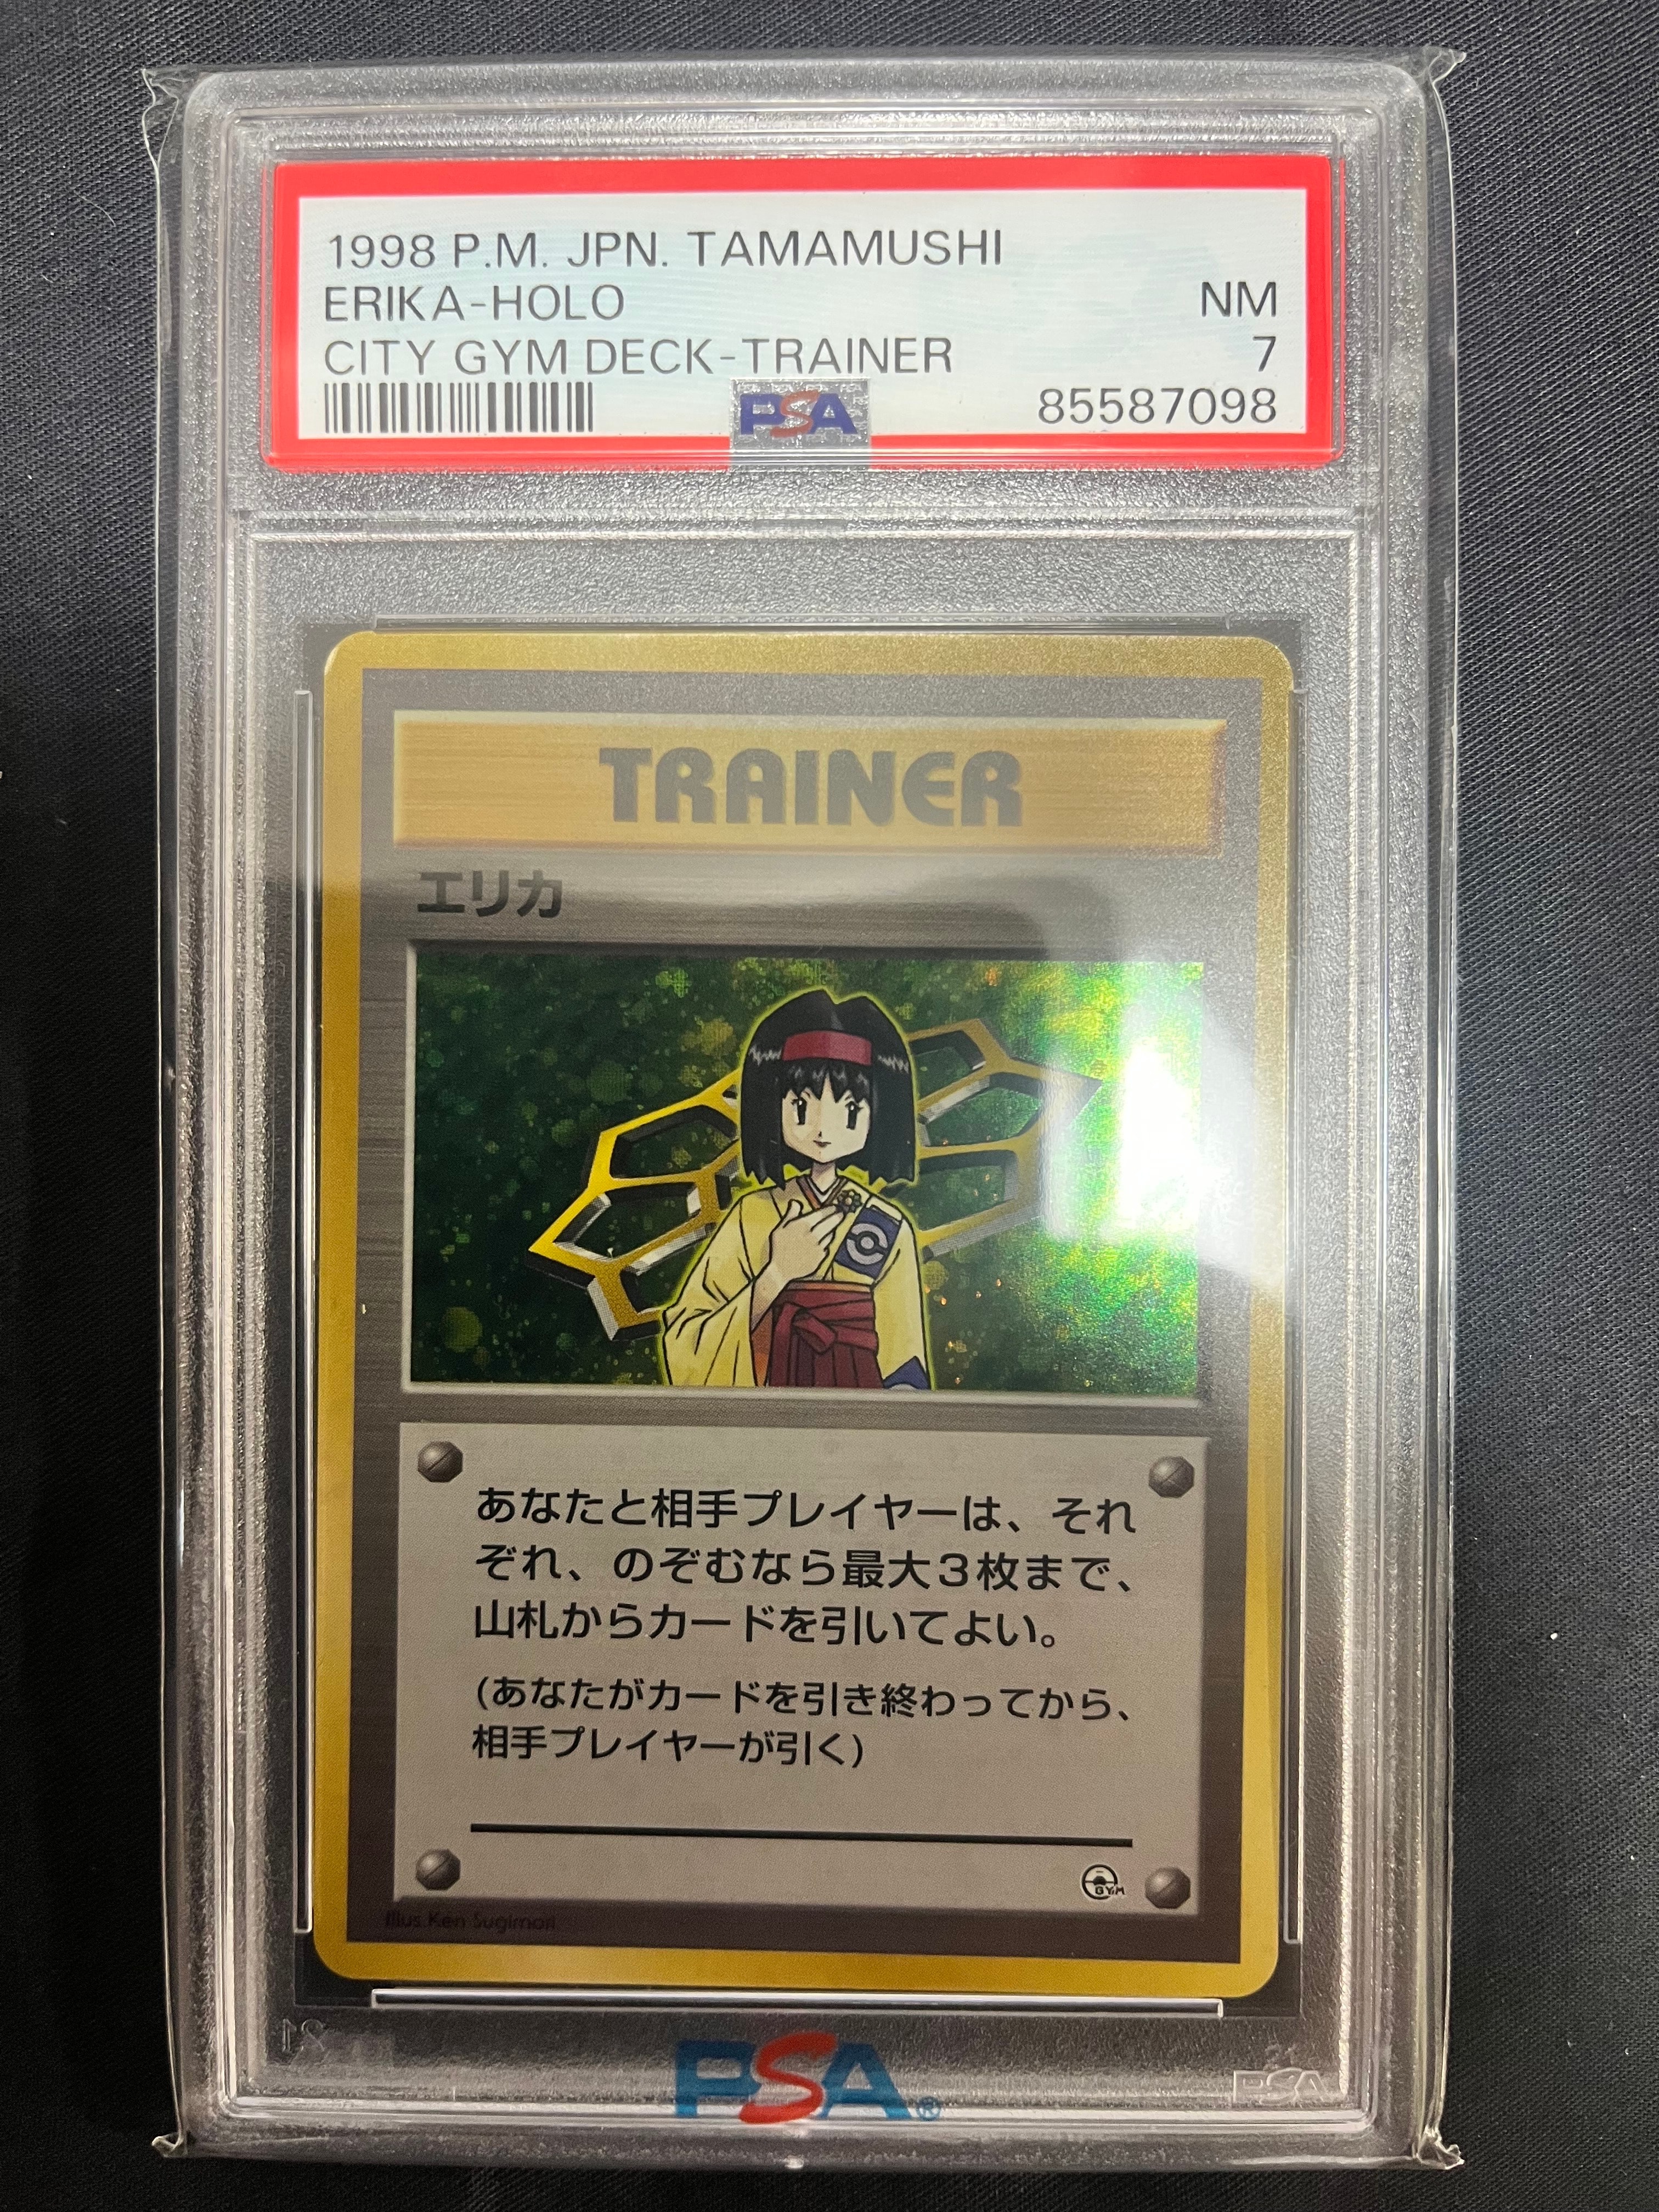 1998 P.M. JPN. TAMAMUSHI
ERIKA-HOLO NM
CITY GYM DECK-TRAINER 7
PSA 85587098
TRAINER
エリカ
あなたと相手プレイヤーは、それ
ぞれ、のぞむなら最大3枚まで、
山札からカードを引いてよい。
(あなたがカードを引き終わってから、
相手プレイヤーが引く)
GYM
Illus.Ken Sugimori
PSA®
PSA